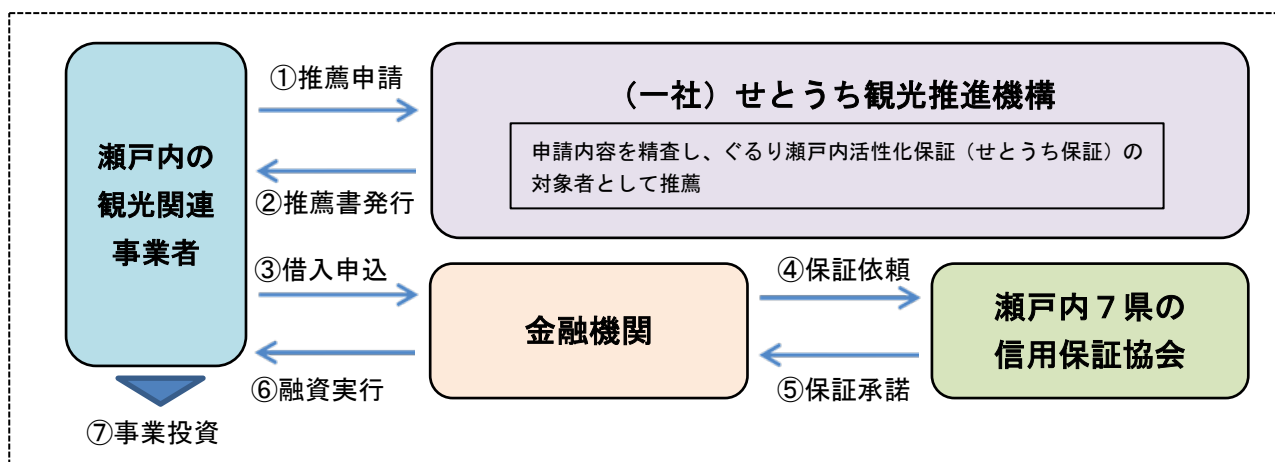 瀬戸内の
観光関連
事業者
①推薦申請
②推薦書発行
(一社)せとうち観光推進機構
申請内容を精査し、ぐるり瀬戸内活性化保証(せとうち保証)の
対象者として推薦
③借入申込
⑥融資実行
金融機関
④保証依頼
⑤保証承諾
瀬戸内7県の
信用保証協会
⑦事業投資